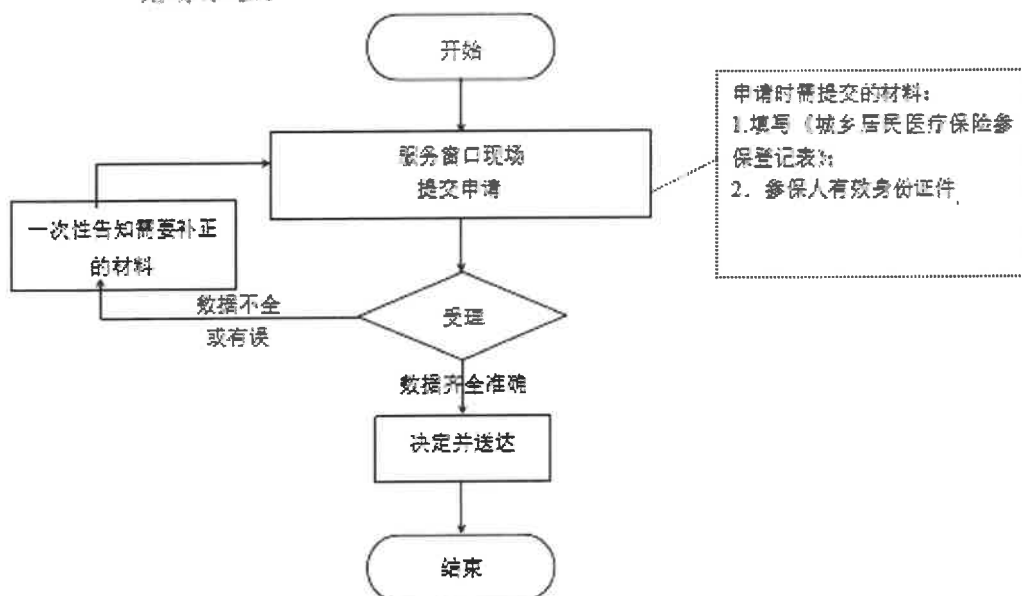 开始
申请时需提交的材料：
1.填写《城乡居民医疗保险参
保登记表》；
2. 参保人有效身份证件
服务窗口现场
提交申请
一次性告知需要补正
的材料
数据不全
或有误
受理
数据齐全准确
决定并送达
结束